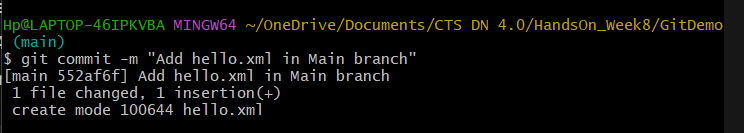 Hp@LAPTOP-46IPKVBA MINGW64 ~/OneDrive/Documents/CTS DN 4.0/HandsOn_Week8/GitDemo
(main)
$ git commit -m "Add hello.xml in Main branch"
[main 552af6f] Add hello.xml in Main branch
1 file changed, 1 insertion(+)
create mode 100644 hello.xml